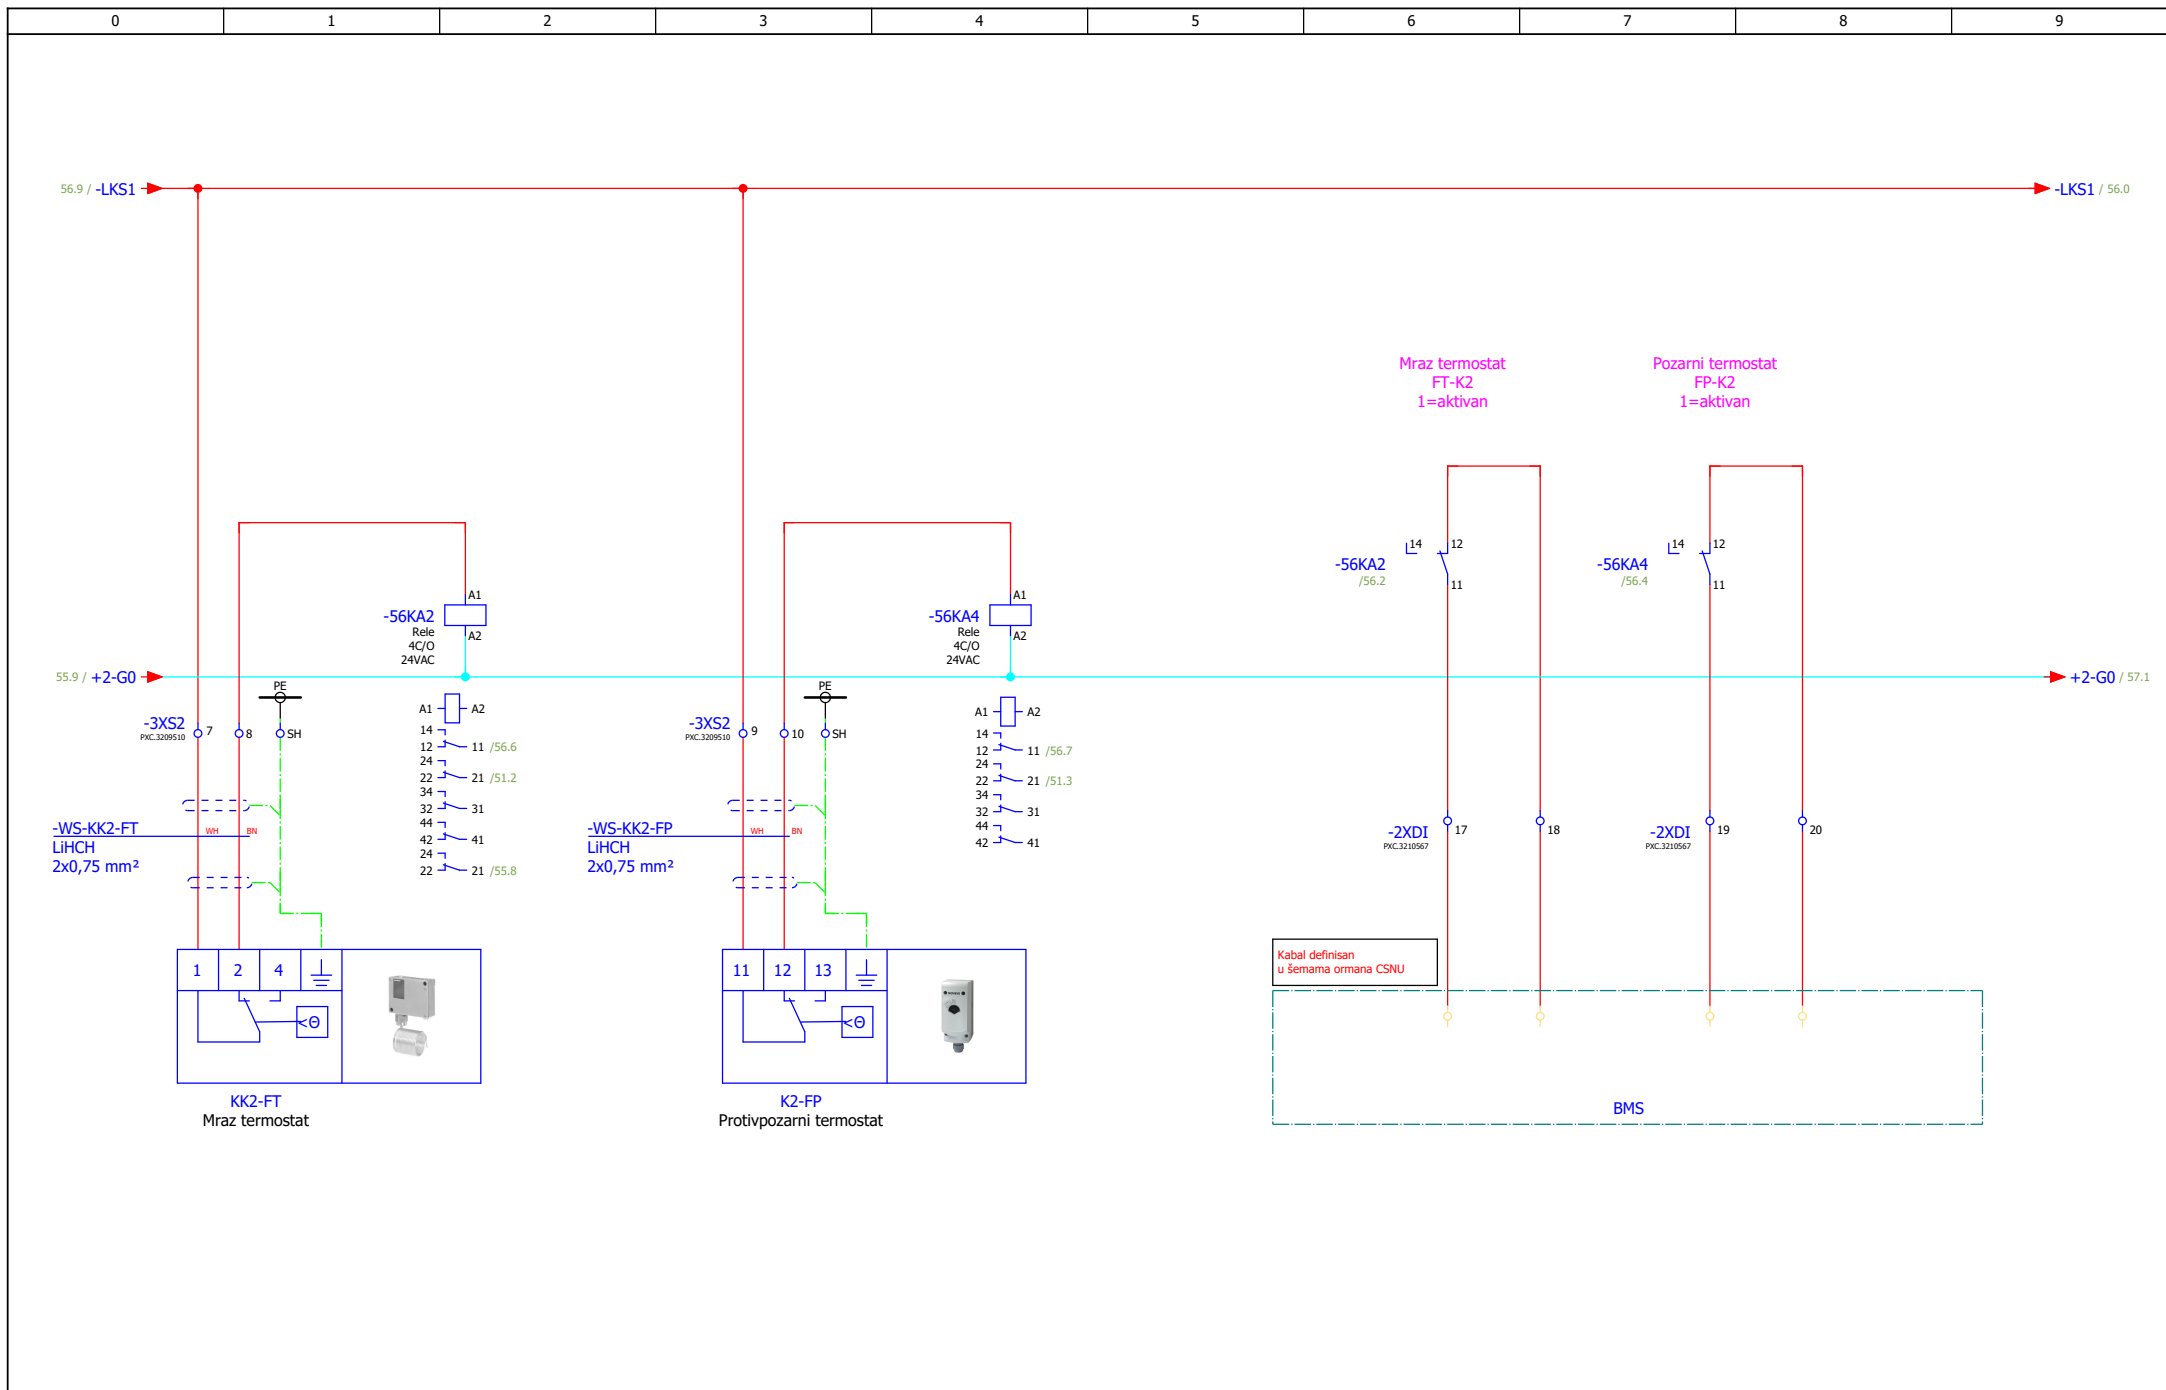 0 1 2 3 4 5 6 7 8 9
56.9 / -LKS1
-LKS1 / 56.0
Mraz termostat
FT-K2
1=aktivan
Pozarni termostat
FP-K2
1=aktivan
14 12
-56KA2
/56.2
11
14 12
-56KA4
/56.4
11
A1
-56KA2
Rele
A2
4C/O
24VAC
A1
-56KA4
Rele
A2
4C/O
24VAC
55.9 / +2-G0
+2-G0 / 57.1
PE
-3XS2
PXC.3209510
7 8 SH
A1 A2
14
12 11 /56.6
24
22 21 /51.2
34
32 31
44
42 41
24
22 21 /55.8
PE
-3XS2
PXC.3209510
9 10 SH
A1 A2
14
12 11 /56.7
24
22 21 /51.3
34
32 31
44
42 41
-WS-KK2-FT
LiHCH
2x0,75 mm²
WH BN
-WS-KK2-FP
LiHCH
2x0,75 mm²
WH BN
-2XDI
PXC.3210567
17 18
-2XDI
PXC.3210567
19 20
Kabal definisan
u šemama ormana CSNU
1 2 4
<Θ
11 12 13
<Θ
KK2-FT
Mraz termostat
K2-FP
Protivpozarni termostat
BMS